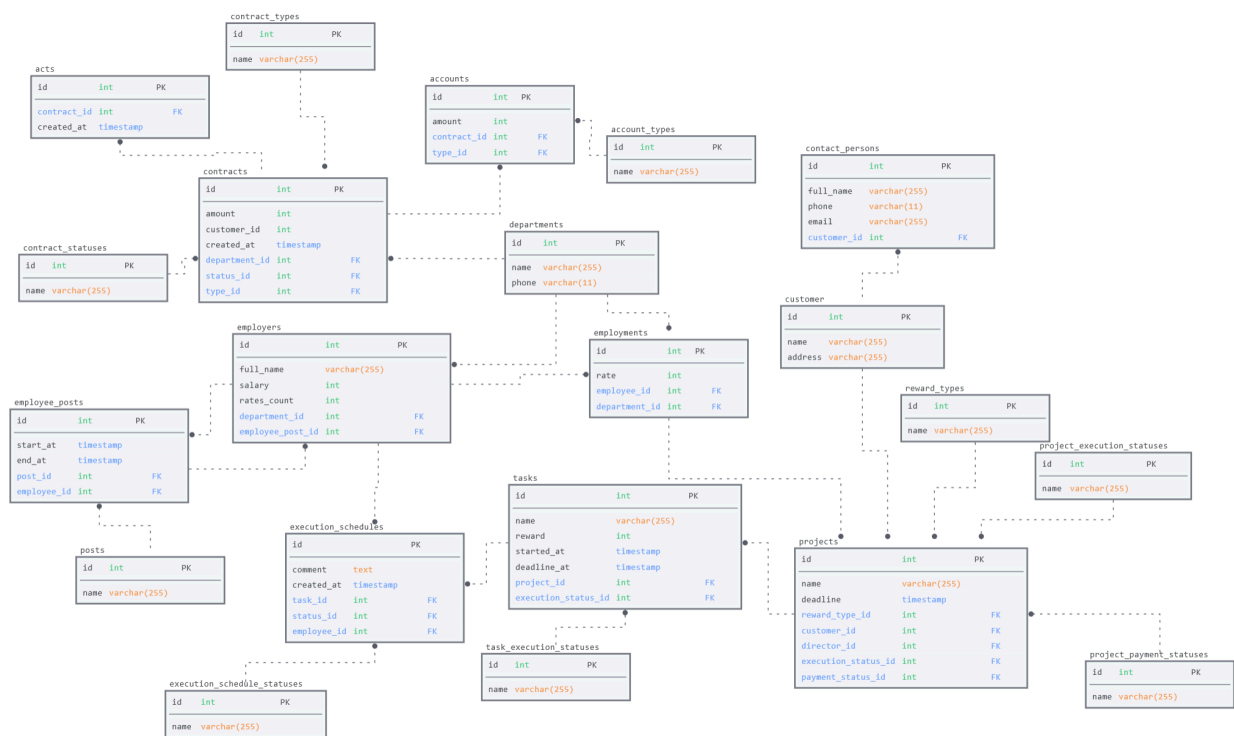 contract_types
id int PK
name varchar(255)
acts
id int PK
contract_id int FK
created_at timestamp
accounts
id int PK
amount int
contract_id int FK
type_id int FK
account_types
id int PK
name varchar(255)
contact_persons
id int PK
full_name varchar(255)
phone varchar(11)
email varchar(255)
customer_id int FK
contracts
id int PK
amount int
customer_id int
created_at timestamp
department_id int FK
status_id int FK
type_id int FK
departments
id int PK
name varchar(255)
phone varchar(11)
contract_statuses
id int PK
name varchar(255)
customer
id int PK
name varchar(255)
address varchar(255)
employers
id int PK
full_name varchar(255)
salary int
rates_count int
department_id int FK
employee_post_id int FK
employments
id int PK
rate int
employee_id int FK
department_id int FK
reward_types
id int PK
name varchar(255)
employee_posts
id int PK
start_at timestamp
end_at timestamp
post_id int FK
employee_id int FK
project_execution_statuses
id int PK
name varchar(255)
tasks
id int PK
name varchar(255)
reward int
started_at timestamp
deadline_at timestamp
project_id int FK
execution_status_id int FK
execution_schedules
id PK
comment text
created_at timestamp
task_id int FK
status_id int FK
employee_id int FK
projects
id int PK
name varchar(255)
deadline timestamp
reward_type_id int FK
customer_id int FK
director_id int FK
execution_status_id int FK
payment_status_id int FK
posts
id int PK
name varchar(255)
task_execution_statuses
id int PK
name varchar(255)
project_payment_statuses
id int PK
name varchar(255)
execution_schedule_statuses
id int PK
name varchar(255)